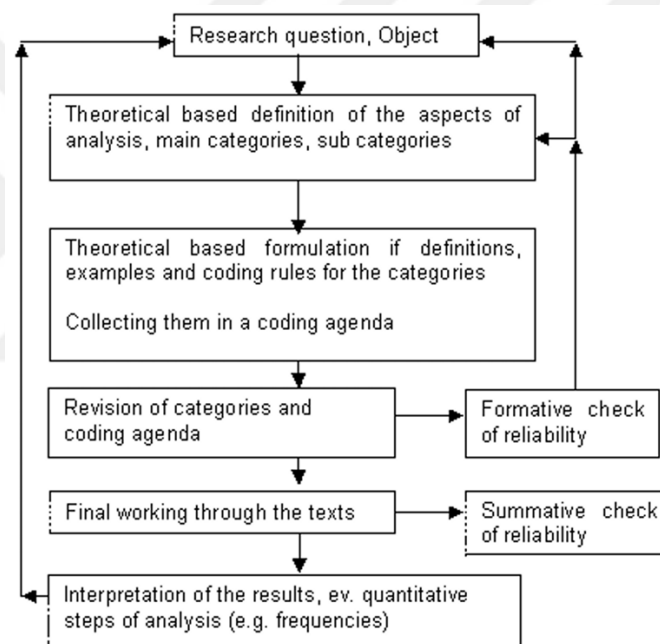 Research question, Object
Theoretical based definition of the aspects of
analysis, main categories, sub categories
Theoretical based formulation if definitions,
examples and coding rules for the categories
Collecting them in a coding agenda
Revision of categories and
coding agenda
Formative check
of reliability
Final working through the texts
Summative check
of reliability
Interpretation of the results, ev. quantitative
steps of analysis (e.g. frequencies)